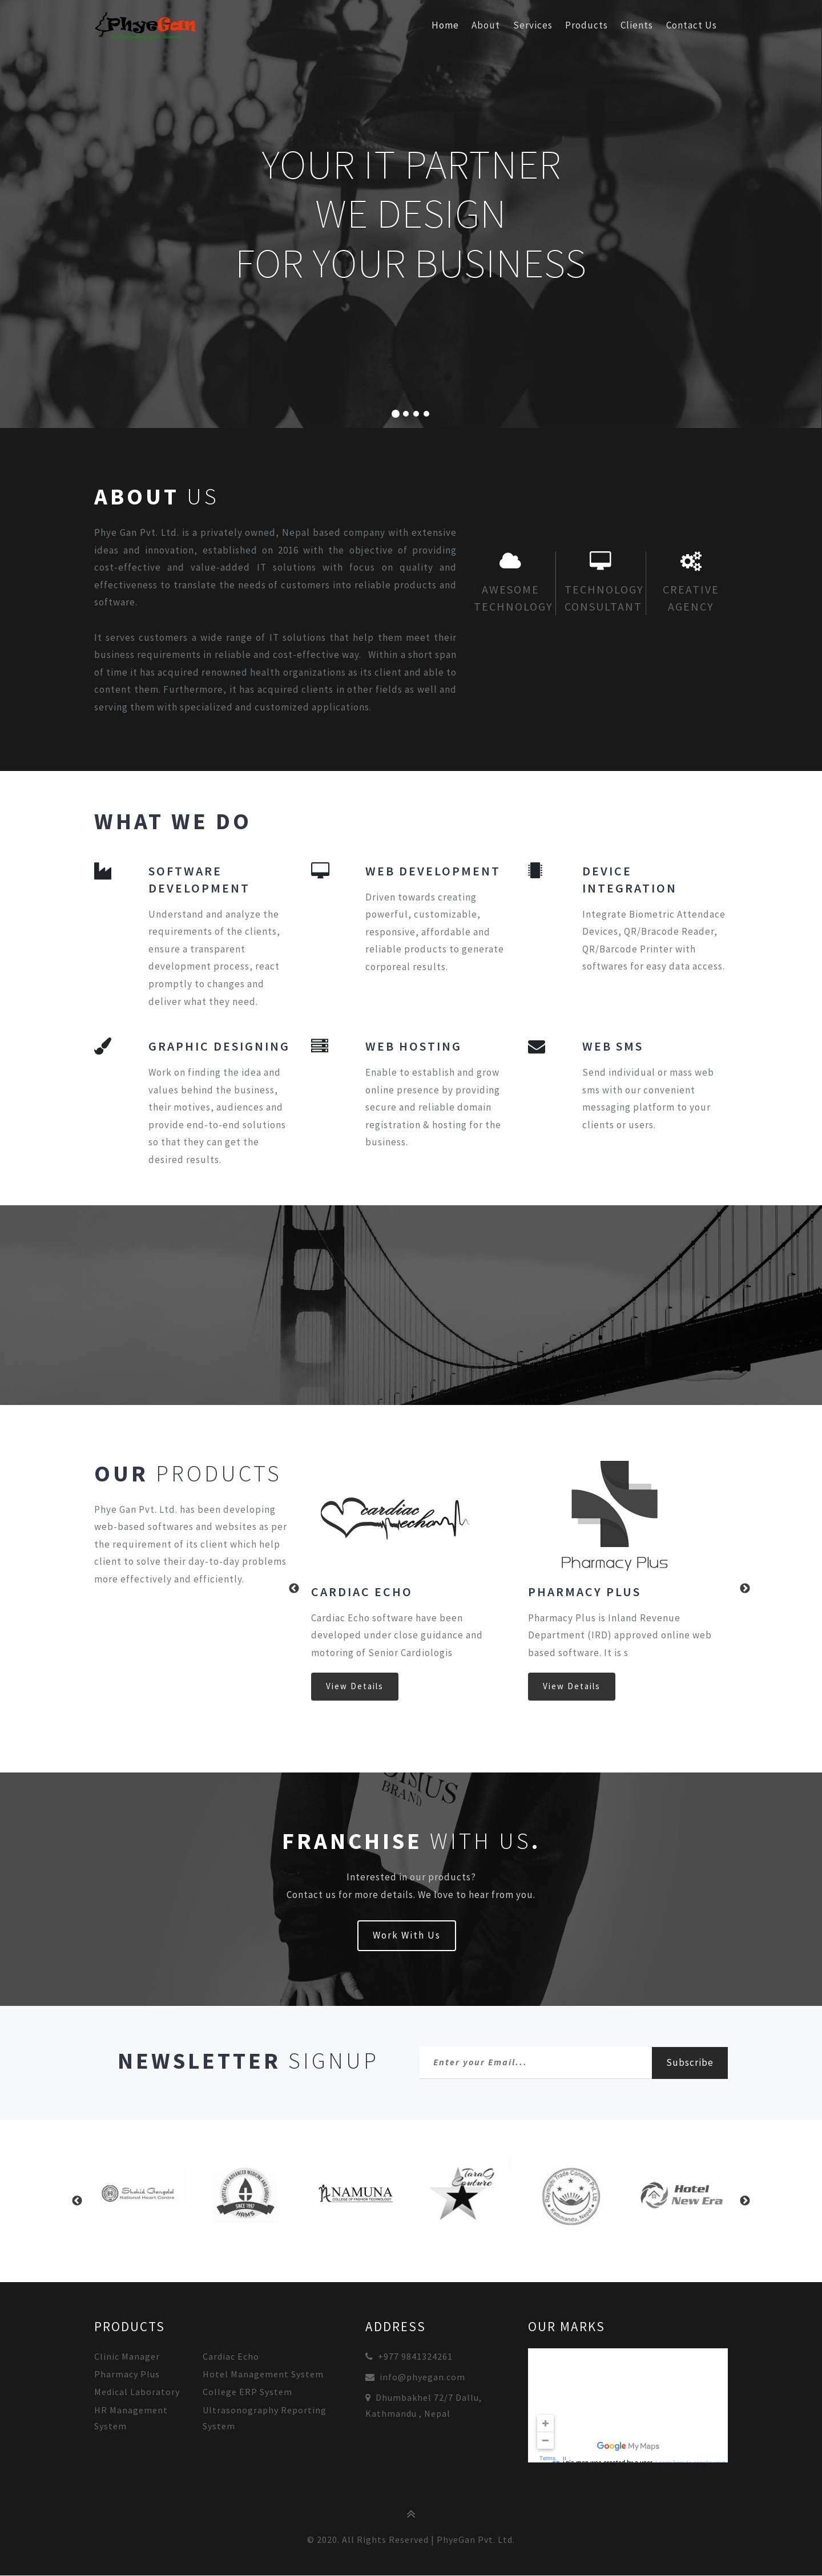 PhyeGan
Home About Services Products Clients Contact Us
YOUR IT PARTNER
WE DESIGN
FOR YOUR BUSINESS
ABOUT US
Phye Gan Pvt. Ltd. is a privately owned, Nepal based company with extensive
ideas and innovation, established on 2016 with the objective of providing
cost-effective and value-added IT solutions with focus on quality and
effectiveness to translate the needs of customers into reliable products and
software.
It serves customers a wide range of IT solutions that help them meet their
business requirements in reliable and cost-effective way. Within a short span
of time it has acquired renowned health organizations as its client and able to
content them. Furthermore, it has acquired clients in other fields as well and
serving them with specialized and customized applications.
AWESOME
TECHNOLOGY
TECHNOLOGY
CONSULTANT
CREATIVE
AGENCY
WHAT WE DO
SOFTWARE
DEVELOPMENT
Understand and analyze the
requirements of the clients,
ensure a transparent
development process, react
promptly to changes and
deliver what they need.
WEB DEVELOPMENT
Driven towards creating
powerful, customizable,
responsive, affordable and
reliable products to generate
corporeal results.
DEVICE
INTEGRATION
Integrate Biometric Attendace
Devices, QR/Bracode Reader,
QR/Barcode Printer with
softwares for easy data access.
GRAPHIC DESIGNING
Work on finding the idea and
values behind the business,
their motives, audiences and
provide end-to-end solutions
so that they can get the
desired results.
WEB HOSTING
Enable to establish and grow
online presence by providing
secure and reliable domain
registration & hosting for the
business.
WEB SMS
Send individual or mass web
sms with our convenient
messaging platform to your
clients or users.
OUR PRODUCTS
Phye Gan Pvt. Ltd. has been developing
web-based softwares and websites as per
the requirement of its client which help
client to solve their day-to-day problems
more effectively and efficiently.
cardiac echo
CARDIAC ECHO
Cardiac Echo software have been
developed under close guidance and
motoring of Senior Cardiologis
View Details
Pharmacy Plus
PHARMACY PLUS
Pharmacy Plus is Inland Revenue
Department (IRD) approved online web
based software. It is s
View Details
BRAND
FRANCHISE WITH US.
Interested in our products?
Contact us for more details. We love to hear from you.
Work With Us
NEWSLETTER SIGNUP
Enter your Email...
Subscribe
Shahid Gangalal
National Heart Centre
SINCE 1997
NAMUNA
COLLEGE OF FASHION TECHNOLOGY
TaraG
Couture
Kathmandu, Nepal
Hotel
New Era
PRODUCTS
Clinic Manager
Pharmacy Plus
Medical Laboratory
HR Management
System
Cardiac Echo
Hotel Management System
College ERP System
Ultrasonography Reporting
System
ADDRESS
+977 9841324261
info@phyegan.com
Dhumbakhel 72/7 Dallu,
Kathmandu , Nepal
OUR MARKS
+
−
Google My Maps
Terms
© 2020. All Rights Reserved | PhyeGan Pvt. Ltd.